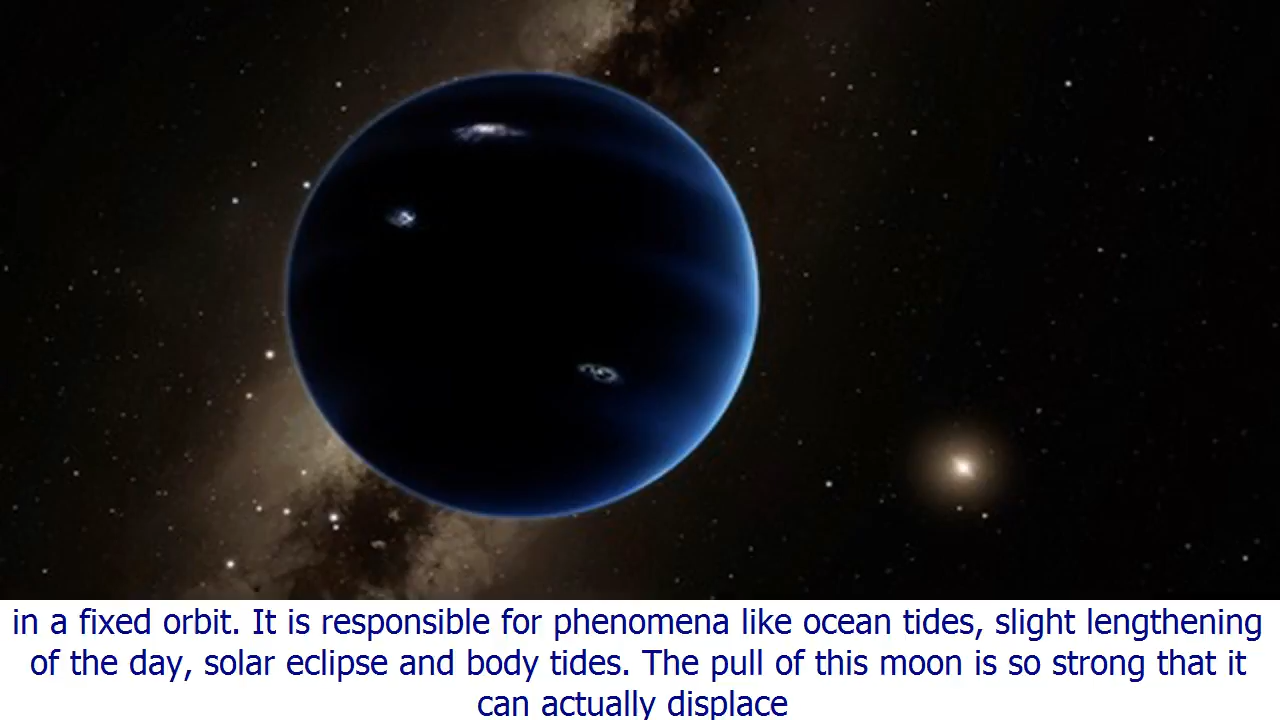 in a fixed orbit. It is responsible for phenomena like ocean tides, slight lengthening
of the day, solar eclipse and body tides. The pull of this moon is so strong that it
can actually displace